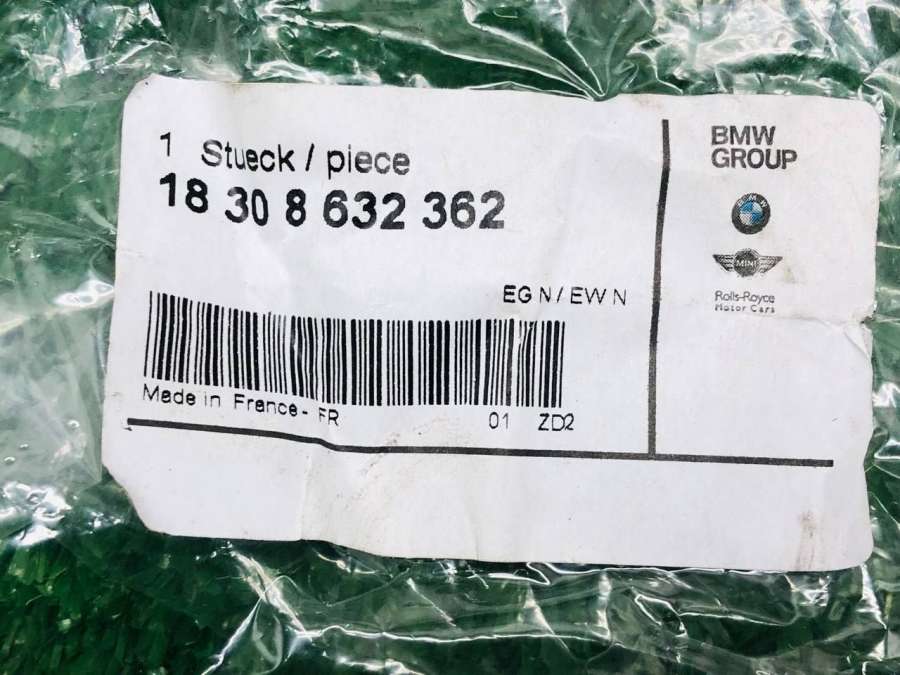 1 Stueck / piece
18 30 8 632 362
EG N / EW N
Made in France - FR
01 ZD2
BMW
GROUP
BMW
MINI
Rolls-Royce
Motor Cars